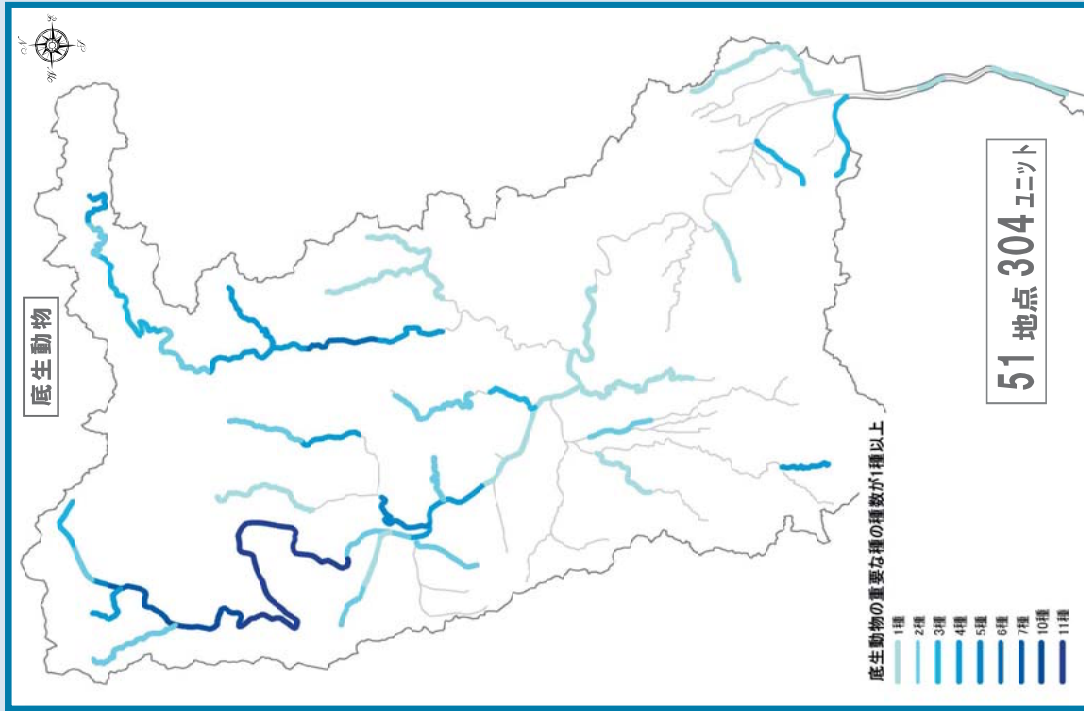 底生動物
51 地点 304 ユニット
底生動物の重要な種の種数が1種以上
1種
2種
3種
4種
5種
6種
7種
10種
11種